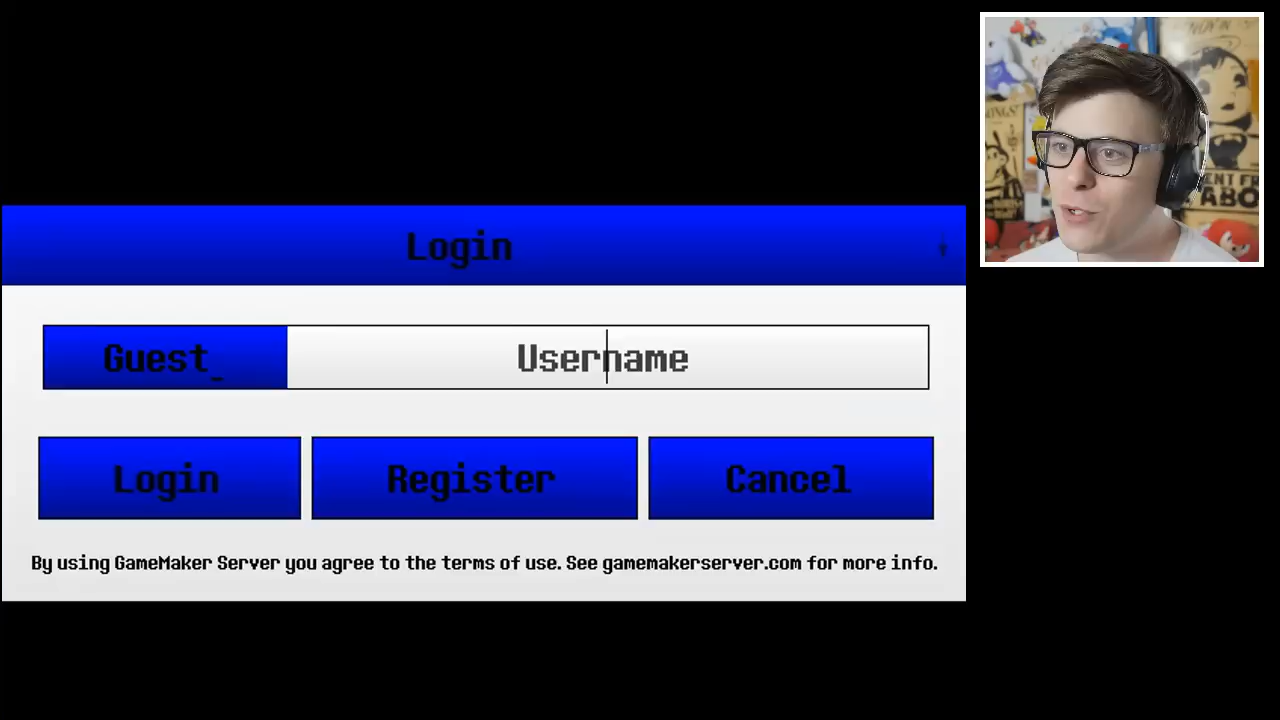 Login
Guest_
Username
Login
Register
Cancel
By using GameMaker Server you agree to the terms of use. See gamemakerserver.com for more info.
ABO